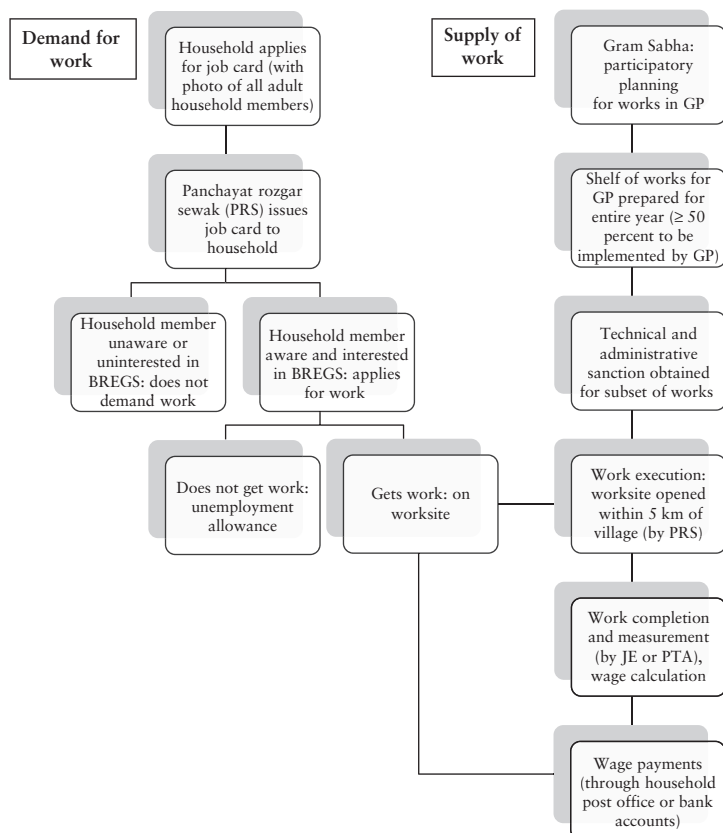 Demand for
work
Household applies
for job card (with
photo of all adult
household members)
Panchayat rozgar
sewak (PRS) issues
job card to
household
Household member
unaware or
uninterested in
BREGS: does not
demand work
Household member
aware and interested
in BREGS: applies
for work
Does not get work:
unemployment
allowance
Gets work: on
worksite
Supply of
work
Gram Sabha:
participatory
planning
for works in GP
Shelf of works for
GP prepared for
entire year (≥ 50
percent to be
implemented by GP)
Technical and
administrative
sanction obtained
for subset of works
Work execution:
worksite opened
within 5 km of
village (by PRS)
Work completion
and measurement
(by JE or PTA),
wage calculation
Wage payments
(through household
post office or bank
accounts)